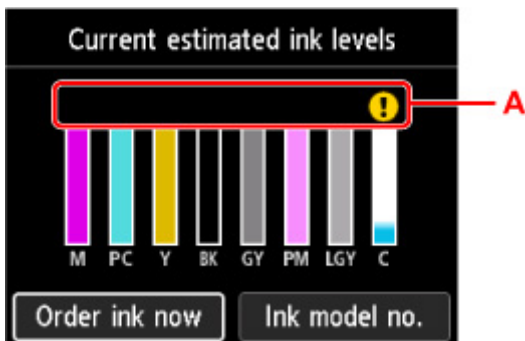 Current estimated ink levels
A
M PC Y BK GY PM LGY C
Order ink now Ink model no.